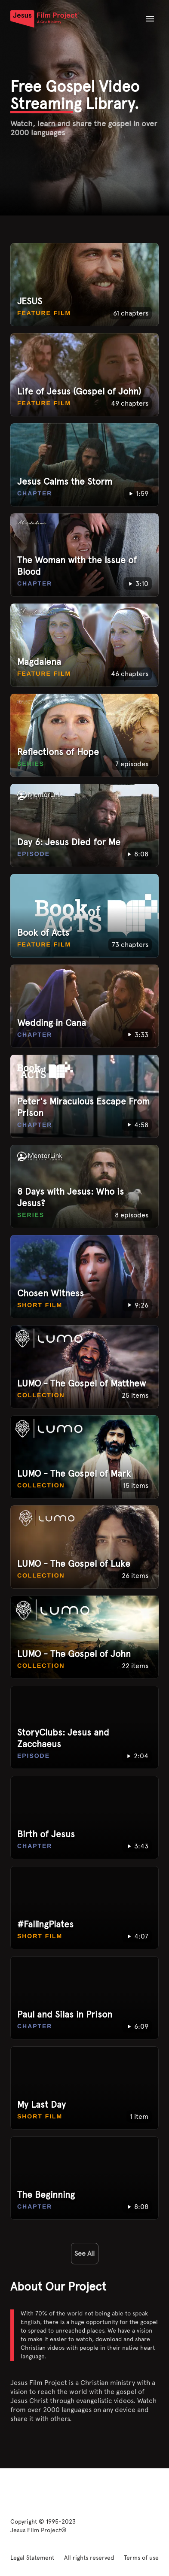 Jesus Film Project
Free Gospel Video
Streaming Library.
Watch, learn and share the gospel in over
2000 languages
JESUS
FEATURE FILM
61 chapters
Life of Jesus (Gospel of John)
FEATURE FILM
49 chapters
Jesus Calms the Storm
CHAPTER
1:59
Magdalena
The Woman with the Issue of
Blood
CHAPTER
3:10
Magdalena
FEATURE FILM
46 chapters
Reflections of Hope
SERIES
7 episodes
MentorLink
Day 6: Jesus Died for Me
EPISODE
8:08
Book of
ACTS
Book of Acts
FEATURE FILM
73 chapters
Wedding in Cana
CHAPTER
3:33
Book of
ACTS
Peter's Miraculous Escape From
Prison
CHAPTER
4:58
MentorLink
8 Days with Jesus: Who is
Jesus?
SERIES
8 episodes
Chosen Witness
SHORT FILM
9:26
LUMO
LUMO - The Gospel of Matthew
COLLECTION
25 items
LUMO
LUMO - The Gospel of Mark
COLLECTION
15 items
LUMO
LUMO - The Gospel of Luke
COLLECTION
26 items
LUMO
LUMO - The Gospel of John
COLLECTION
22 items
StoryClubs: Jesus and
Zacchaeus
EPISODE
2:04
Birth of Jesus
CHAPTER
3:43
#FallingPlates
SHORT FILM
4:07
Paul and Silas in Prison
CHAPTER
6:09
My Last Day
SHORT FILM
1 item
The Beginning
CHAPTER
8:08
See All
About Our Project
With 70% of the world not being able to speak
English, there is a huge opportunity for the gospel
to spread to unreached places. We have a vision
to make it easier to watch, download and share
Christian videos with people in their native heart
language.
Jesus Film Project is a Christian ministry with a
vision to reach the world with the gospel of
Jesus Christ through evangelistic videos. Watch
from over 2000 languages on any device and
share it with others.
Copyright © 1995-2023
Jesus Film Project®
Legal Statement All rights reserved Terms of use